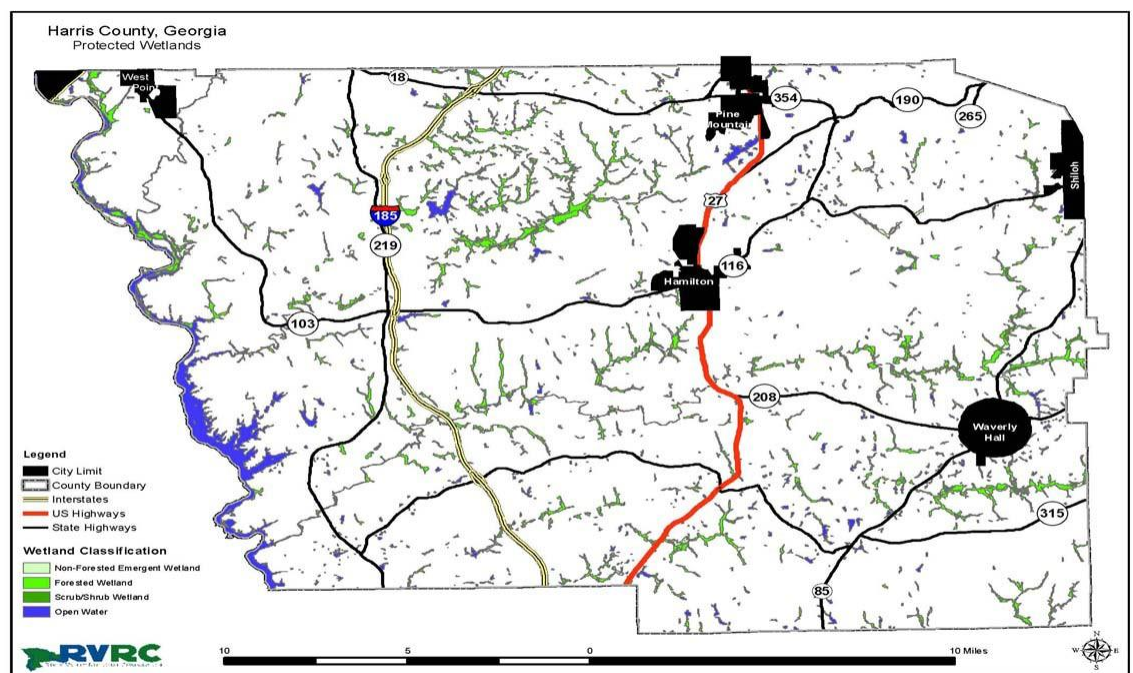 Harris County, Georgia
Protected Wetlands
West
Point
18
354
190
265
Pine
Mountain
Shiloh
27
185
219
116
Hamilton
103
208
Waverly
Hall
315
85
Legend
City Limit
County Boundary
Interstates
US Highways
State Highways
Wetland Classification
Non-Forested Emergent Wetland
Forested Wetland
Scrub/Shrub Wetland
Open Water
RVRC
10 5 0 10 Miles
N
W E
S